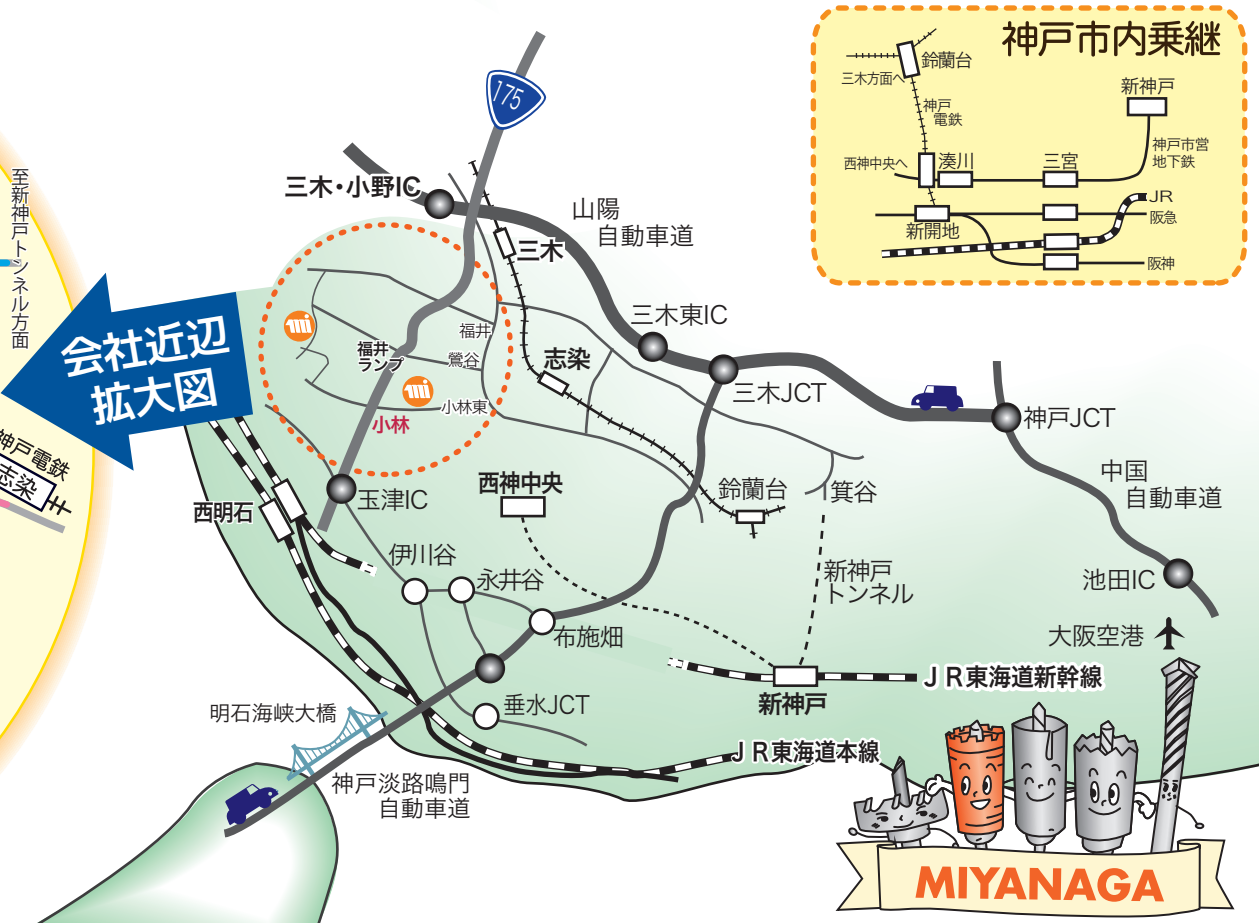 神戸市内乗継
鈴蘭台
三木方面へ
神戸
電鉄
新神戸
西神中央へ
湊川
三宮
神戸市営
地下鉄
JR
阪急
新開地
阪神
175
三木・小野IC
山陽
自動車道
三木
至新神戸トンネル方面
会社近辺
拡大図
神戸電鉄
志染
福井
福井
ランプ
鶯谷
小林東
小林
志染
三木東IC
三木JCT
神戸JCT
中国
自動車道
西神中央
鈴蘭台
箕谷
玉津IC
西明石
伊川谷
永井谷
布施畑
新神戸
トンネル
池田IC
大阪空港
JR東海道新幹線
新神戸
明石海峡大橋
垂水JCT
JR東海道本線
神戸淡路鳴門
自動車道
MIYANAGA